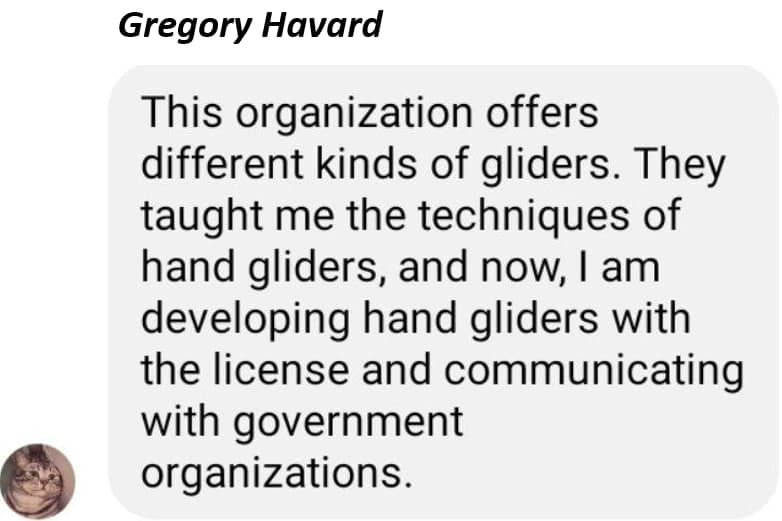 Gregory Havard
This organization offers
different kinds of gliders. They
taught me the techniques of
hand gliders, and now, I am
developing hand gliders with
the license and communicating
with government
organizations.